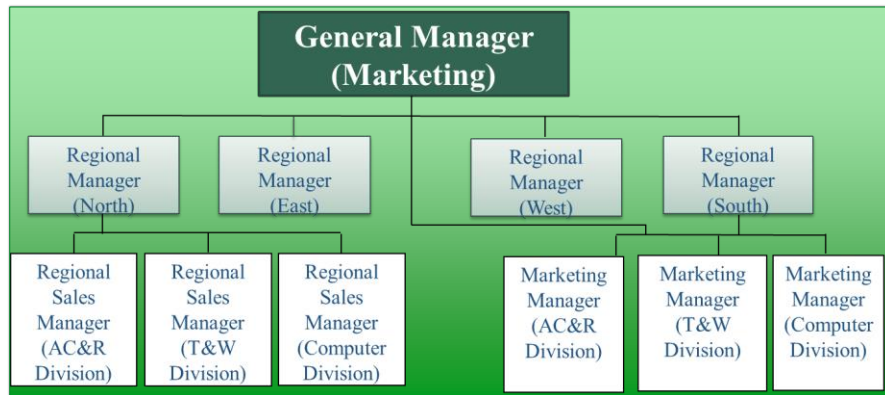 General Manager
(Marketing)
Regional
Manager
(North)
Regional
Manager
(East)
Regional
Manager
(West)
Regional
Manager
(South)
Regional
Sales
Manager
(AC&R
Division)
Regional
Sales
Manager
(T&W
Division)
Regional
Sales
Manager
(Computer
Division)
Marketing
Manager
(AC&R
Division)
Marketing
Manager
(T&W
Division)
Marketing
Manager
(Computer
Division)